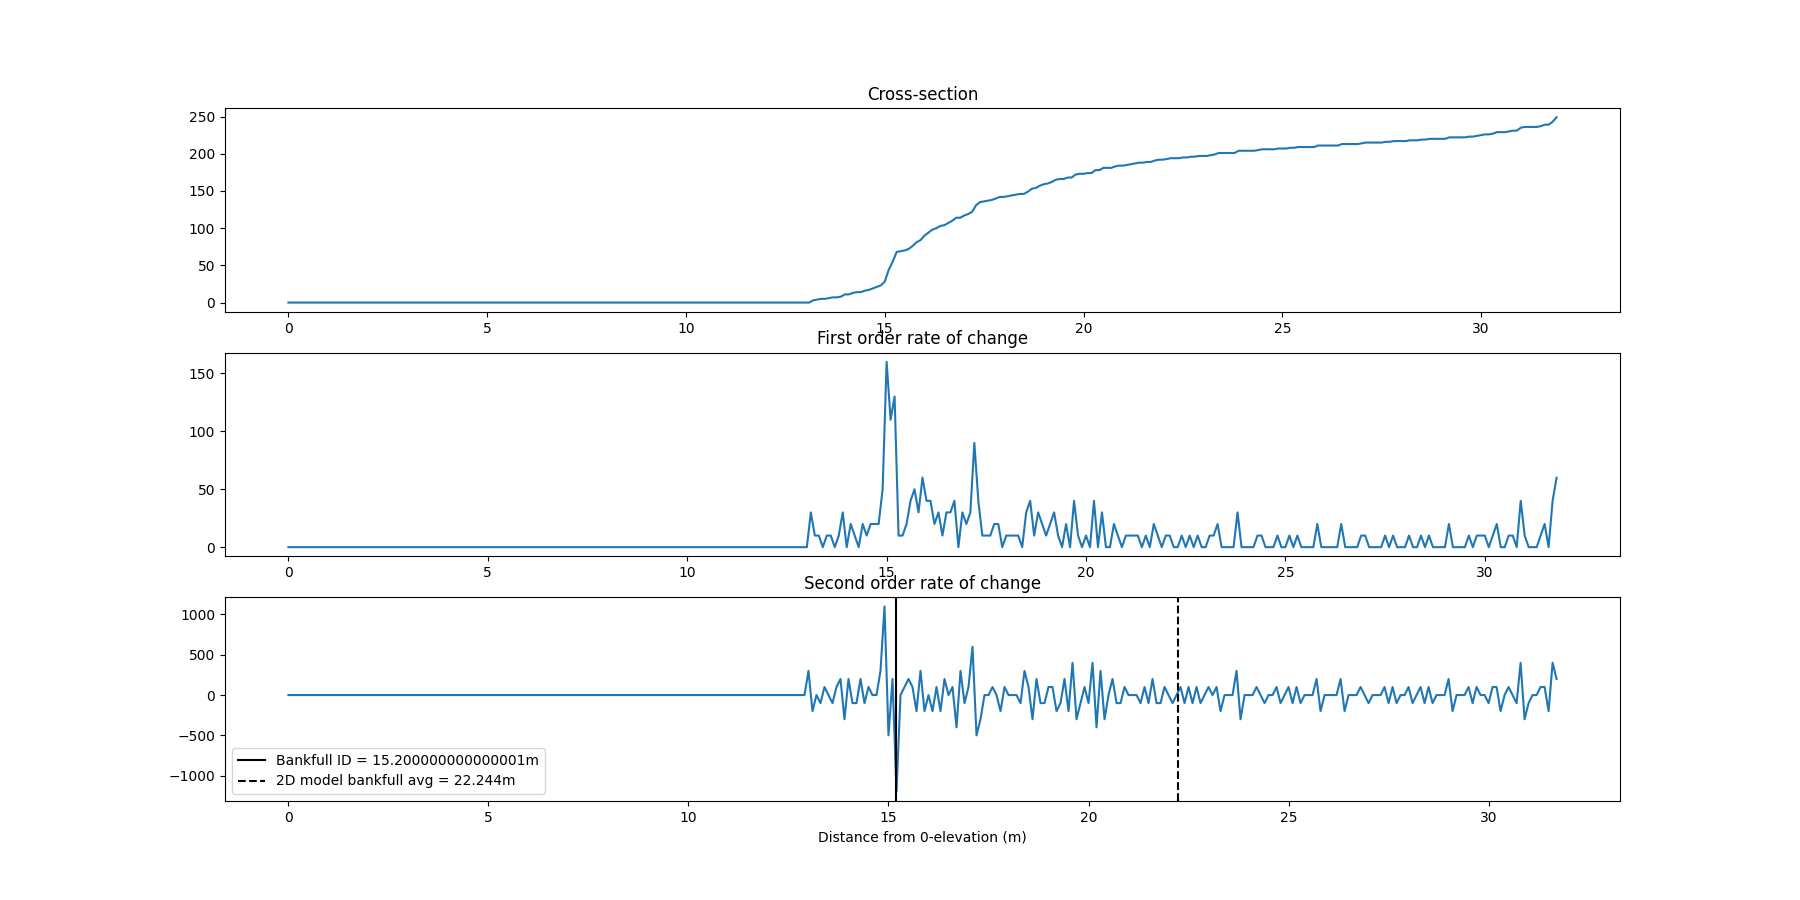 Cross-section
250
200
150
100
50
0
0 5 10 15 20 25 30
First order rate of change
150
100
50
0
0 5 10 15 20 25 30
Second order rate of change
1000
500
0
−500
−1000
Bankfull ID = 15.200000000000001m
2D model bankfull avg = 22.244m
0 5 10 15 20 25 30
Distance from 0-elevation (m)